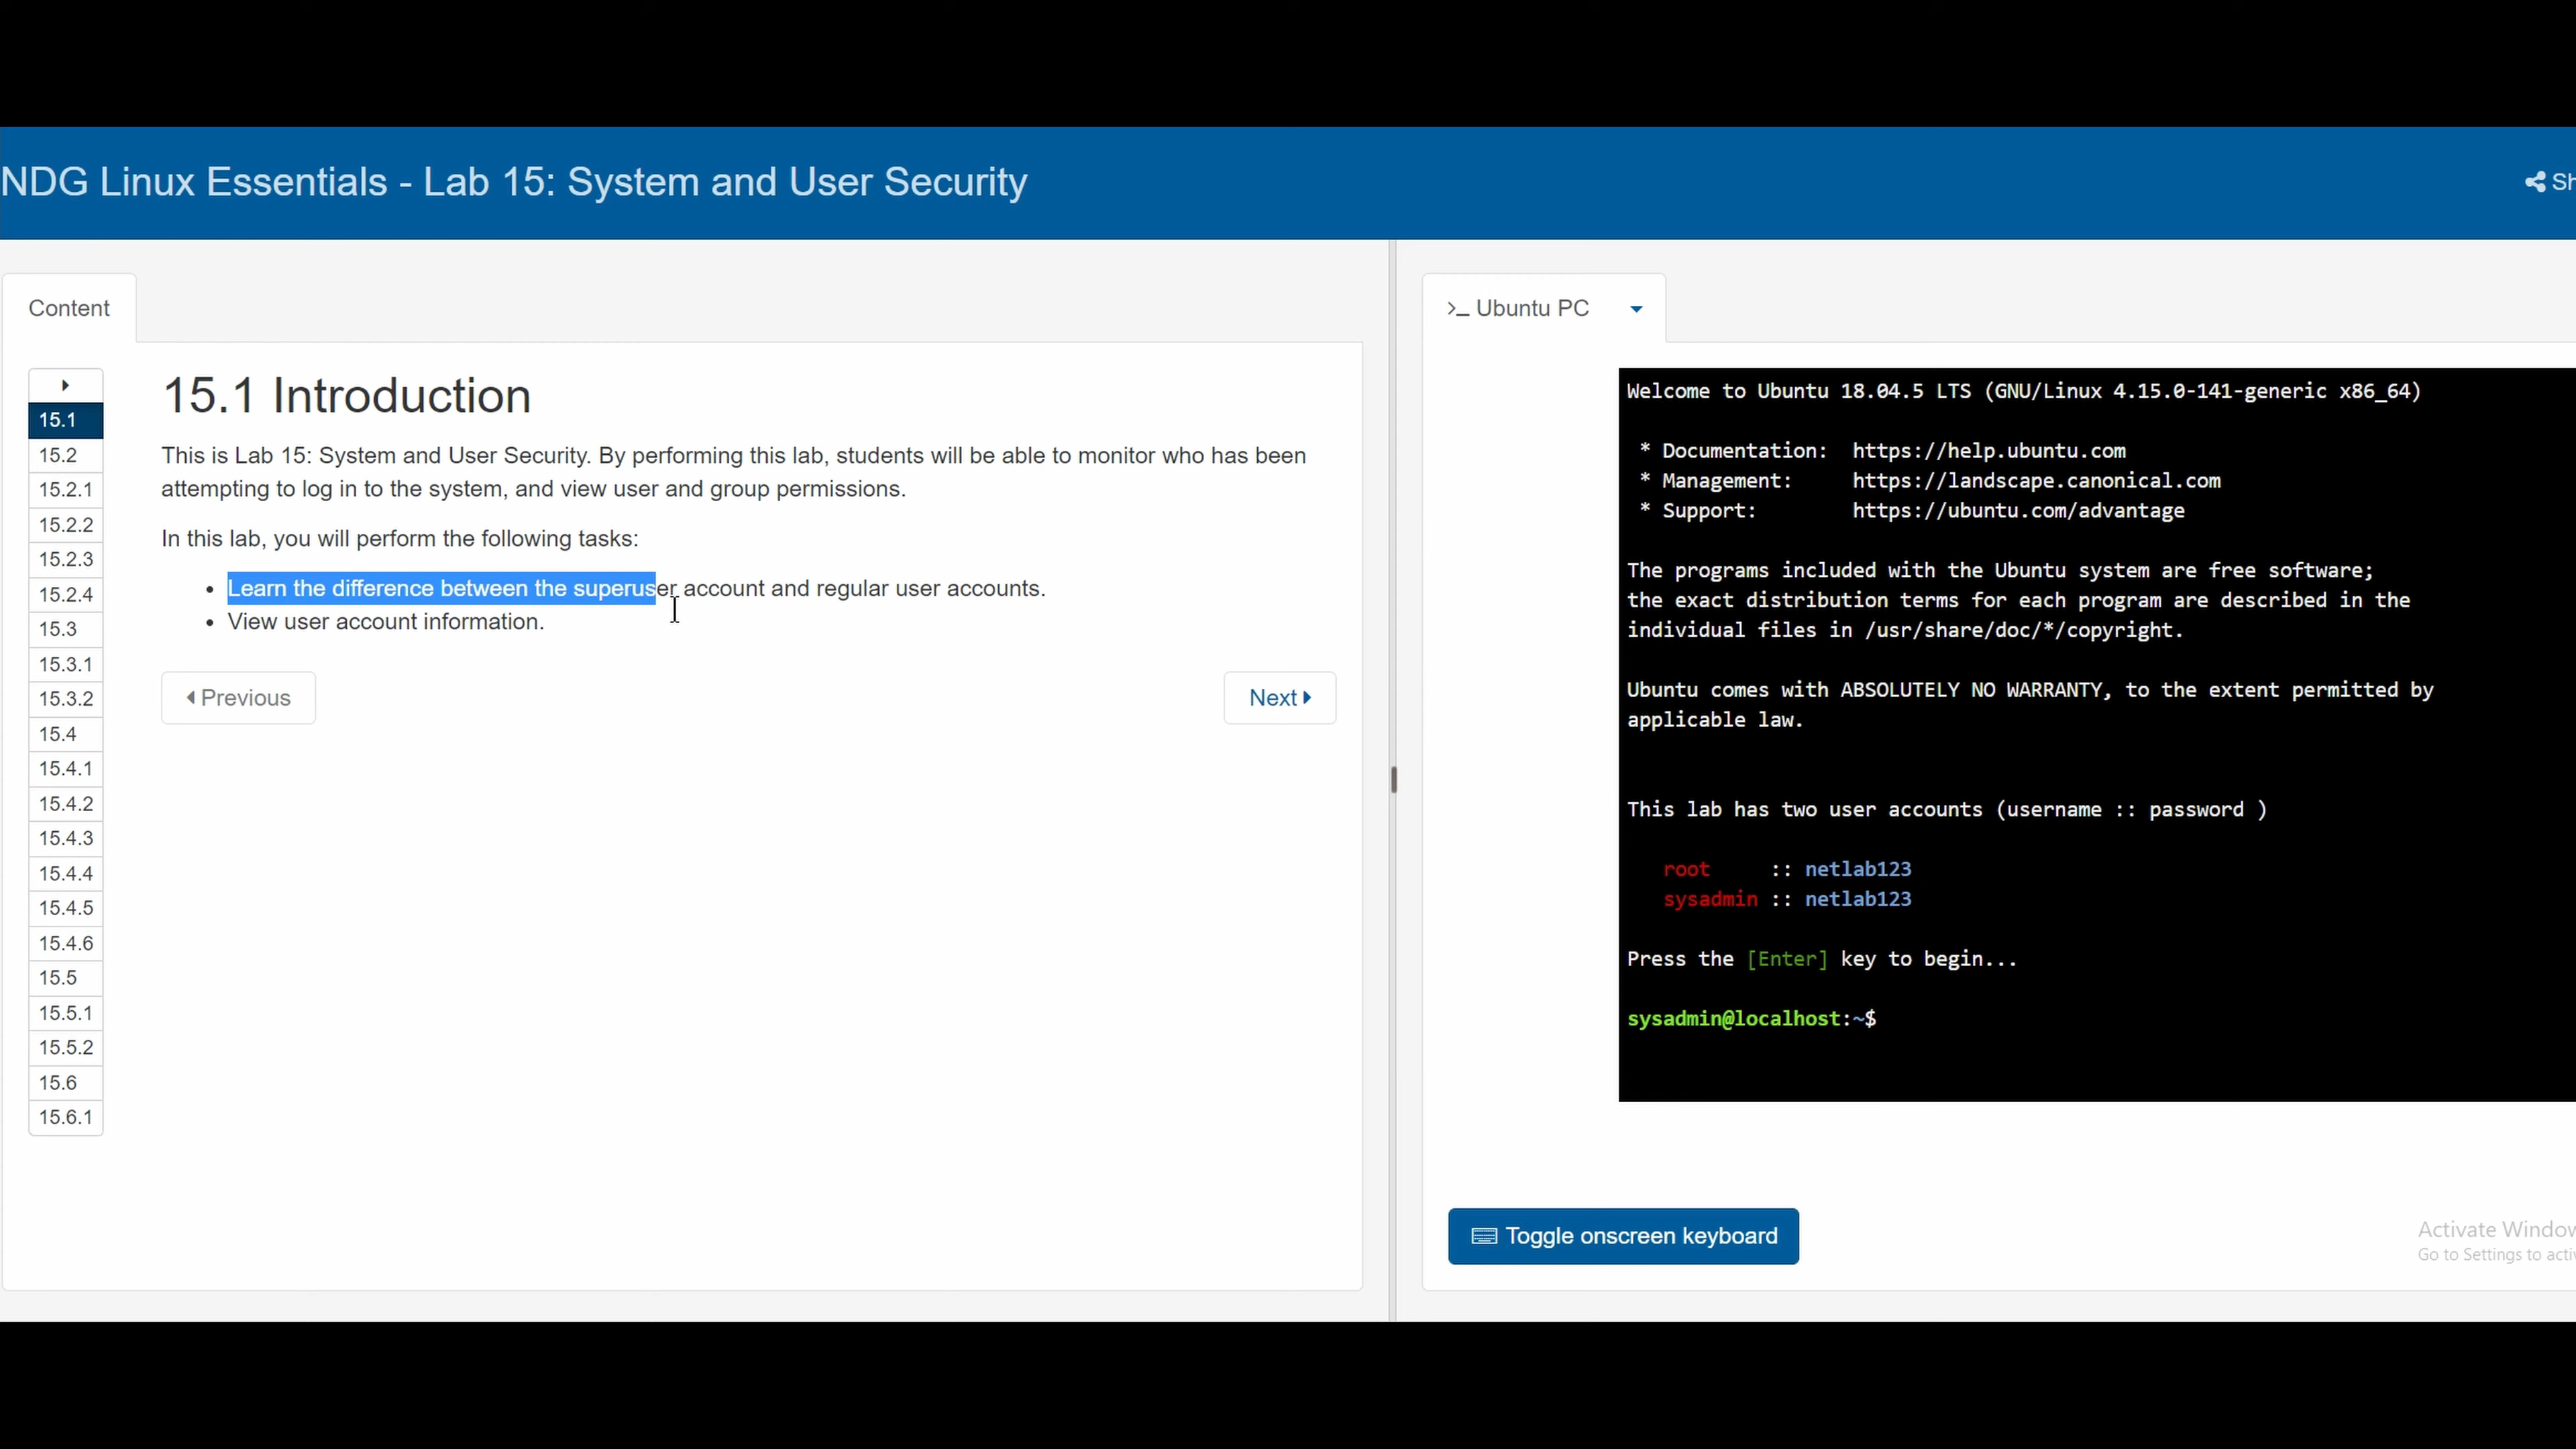 NDG Linux Essentials - Lab 15: System and User Security
Sh
Content
15.1
15.2
15.2.1
15.2.2
15.2.3
15.2.4
15.3
15.3.1
15.3.2
15.4
15.4.1
15.4.2
15.4.3
15.4.4
15.4.5
15.4.6
15.5
15.5.1
15.5.2
15.6
15.6.1
15.1 Introduction
This is Lab 15: System and User Security. By performing this lab, students will be able to monitor who has been
attempting to log in to the system, and view user and group permissions.
In this lab, you will perform the following tasks:
• Learn the difference between the superuser account and regular user accounts.
• View user account information.
Previous
Next
>_ Ubuntu PC
Welcome to Ubuntu 18.04.5 LTS (GNU/Linux 4.15.0-141-generic x86_64)
* Documentation: https://help.ubuntu.com
* Management: https://landscape.canonical.com
* Support: https://ubuntu.com/advantage
The programs included with the Ubuntu system are free software;
the exact distribution terms for each program are described in the
individual files in /usr/share/doc/*/copyright.
Ubuntu comes with ABSOLUTELY NO WARRANTY, to the extent permitted by
applicable law.
This lab has two user accounts (username :: password )
root :: netlab123
sysadmin :: netlab123
Press the [Enter] key to begin...
sysadmin@localhost:~$
Toggle onscreen keyboard
Activate Window
Go to Settings to acti